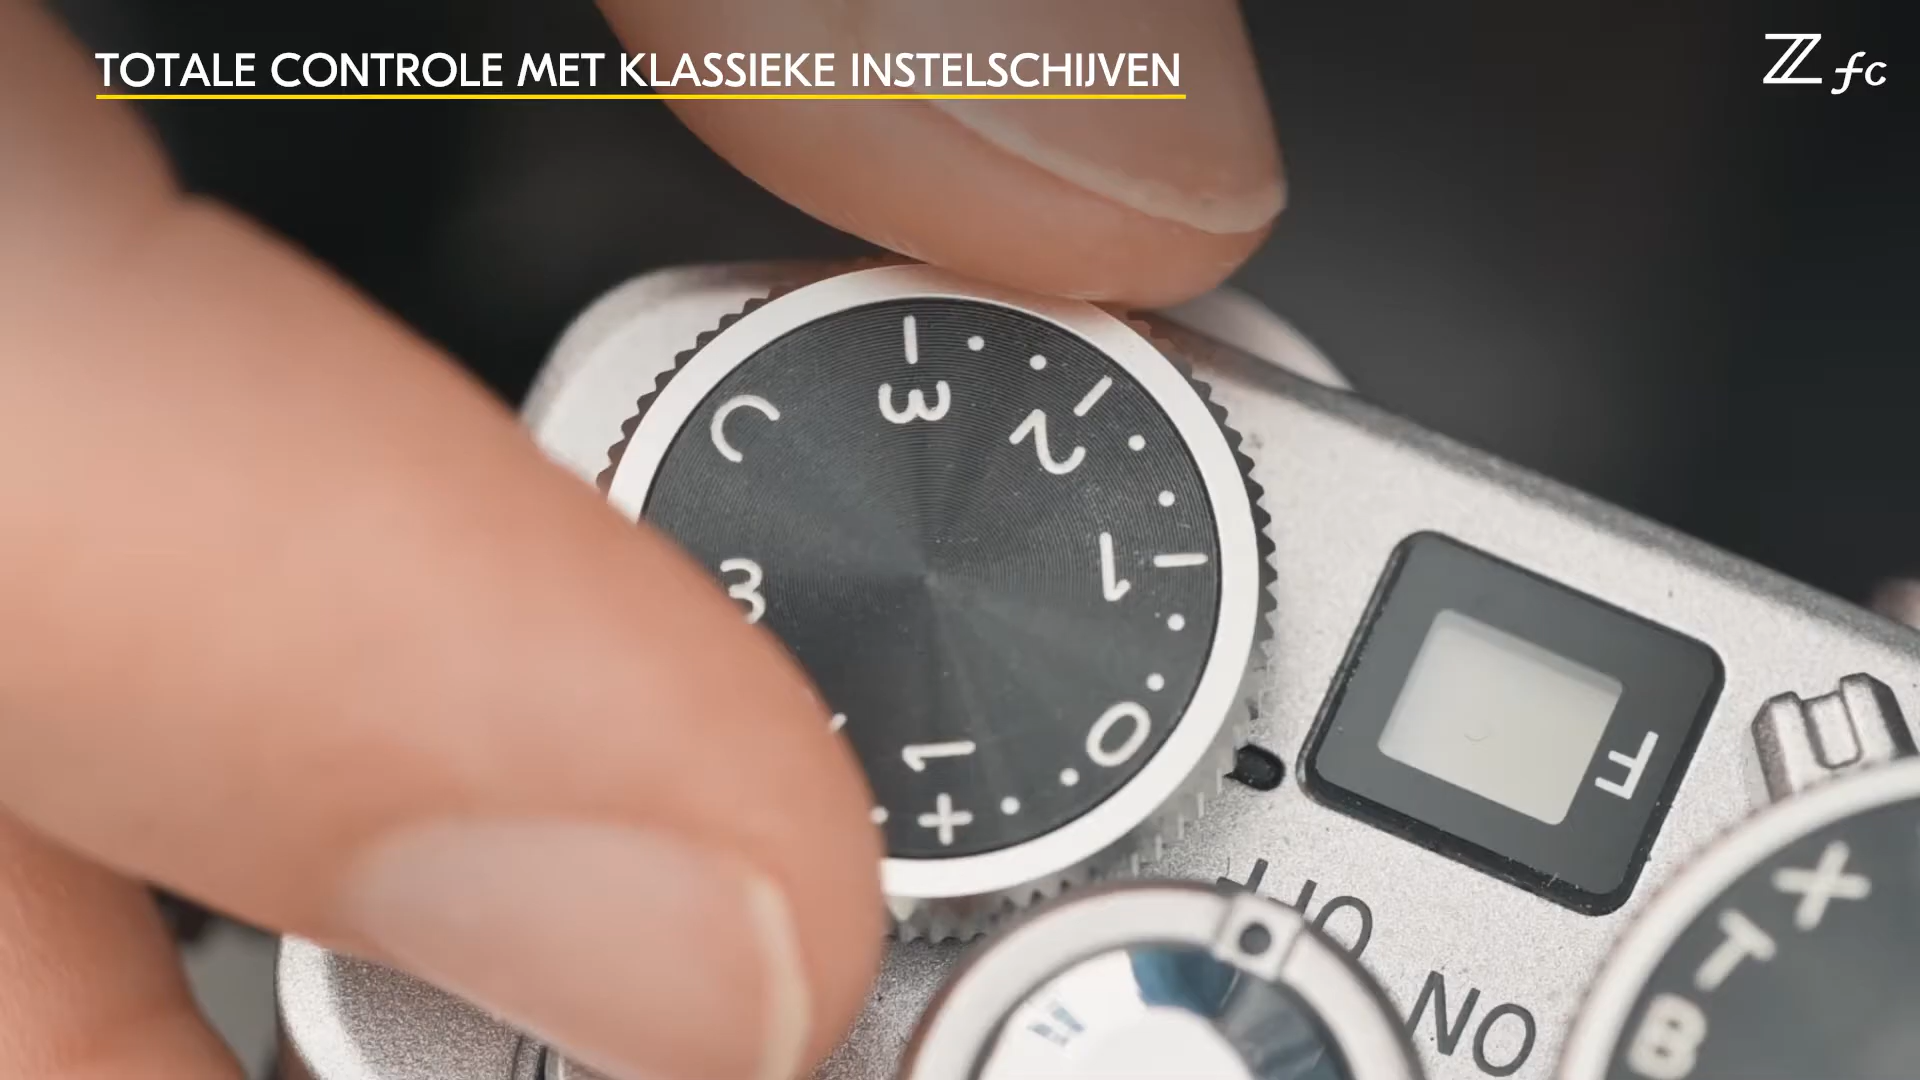 TOTALE CONTROLE MET KLASSIEKE INSTELSCHIJVEN
Z fc
C
3
2
1
3
1
0
+
F
OFF
ON
X
T
B